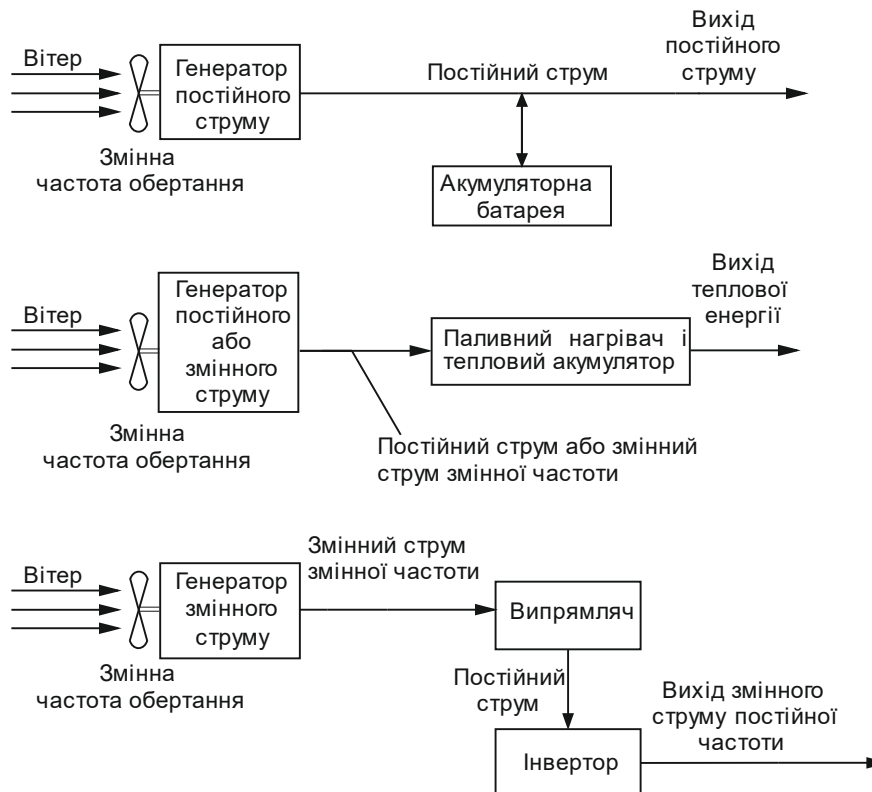 Вітер
Генератор
постійного
струму
Змінна
частота обертання
Постійний струм
Вихід
постійного
струму
Акумуляторна
батарея
Вітер
Генератор
постійного
або
змінного
струму
Змінна
частота обертання
Паливний нагрівач і
тепловий акумулятор
Вихід
теплової
енергії
Постійний струм або змінний
струм змінної частоти
Вітер
Генератор
змінного
струму
Змінна
частота обертання
Змінний струм
змінної частоти
Випрямляч
Постійний
струм
Інвертор
Вихід змінного
струму постійної
частоти